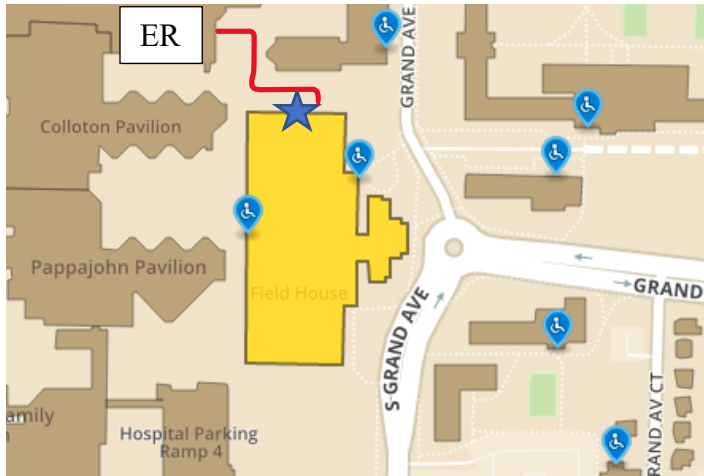 ER
GRAND AVE
Colloton Pavilion
Pappajohn Pavilion
Field House
GRAND
S GRAND AVE
amily
Hospital Parking
Ramp 4
RAND AV CT